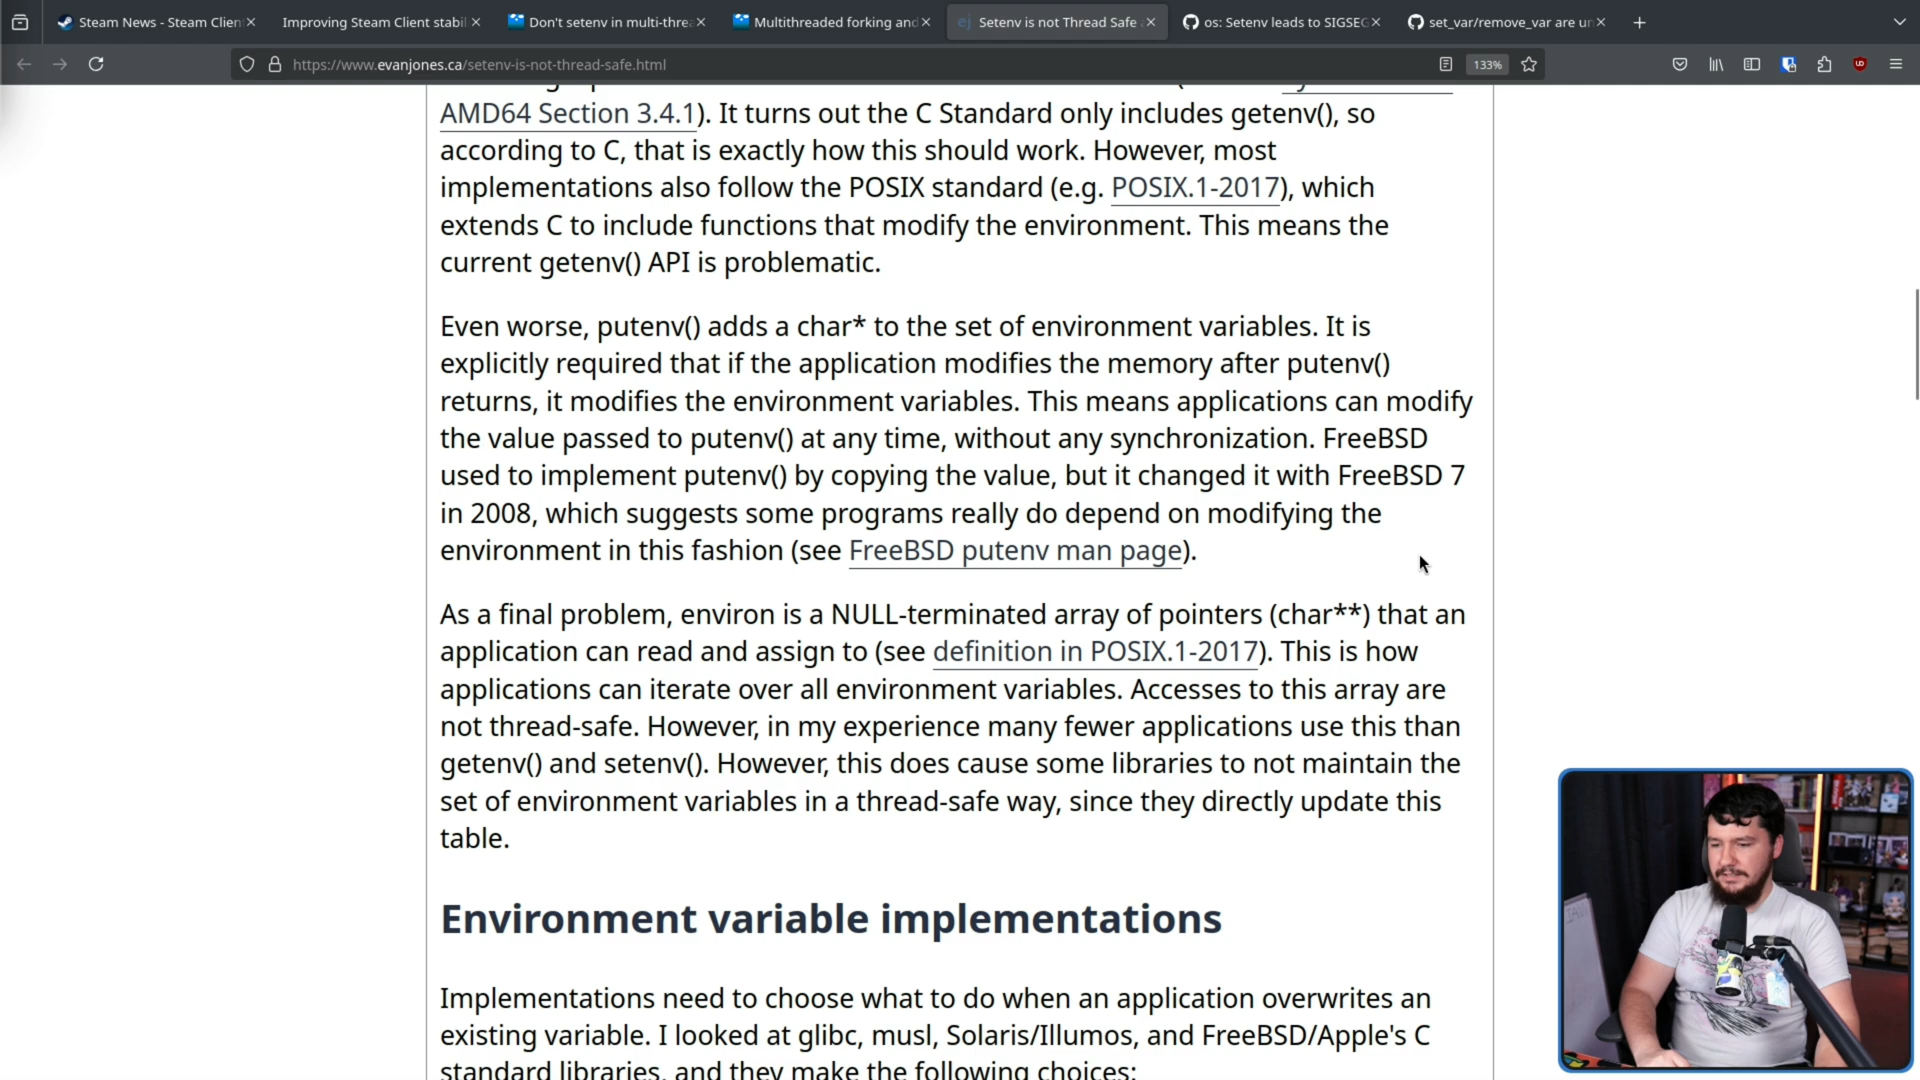 Steam News - Steam Clien
Improving Steam Client stabil
Don't setenv in multi-threa
Multithreaded forking and
ej Setenv is not Thread Safe
os: Setenv leads to SIGSEG
set_var/remove_var are un
https://www.evanjones.ca/setenv-is-not-thread-safe.html
133%
AMD64 Section 3.4.1). It turns out the C Standard only includes getenv(), so
according to C, that is exactly how this should work. However, most
implementations also follow the POSIX standard (e.g. POSIX.1-2017), which
extends C to include functions that modify the environment. This means the
current getenv() API is problematic.
Even worse, putenv() adds a char* to the set of environment variables. It is
explicitly required that if the application modifies the memory after putenv()
returns, it modifies the environment variables. This means applications can modify
the value passed to putenv() at any time, without any synchronization. FreeBSD
used to implement putenv() by copying the value, but it changed it with FreeBSD 7
in 2008, which suggests some programs really do depend on modifying the
environment in this fashion (see FreeBSD putenv man page).
As a final problem, environ is a NULL-terminated array of pointers (char**) that an
application can read and assign to (see definition in POSIX.1-2017). This is how
applications can iterate over all environment variables. Accesses to this array are
not thread-safe. However, in my experience many fewer applications use this than
getenv() and setenv(). However, this does cause some libraries to not maintain the
set of environment variables in a thread-safe way, since they directly update this
table.
Environment variable implementations
Implementations need to choose what to do when an application overwrites an
existing variable. I looked at glibc, musl, Solaris/Illumos, and FreeBSD/Apple's C
standard libraries, and they make the following choices: